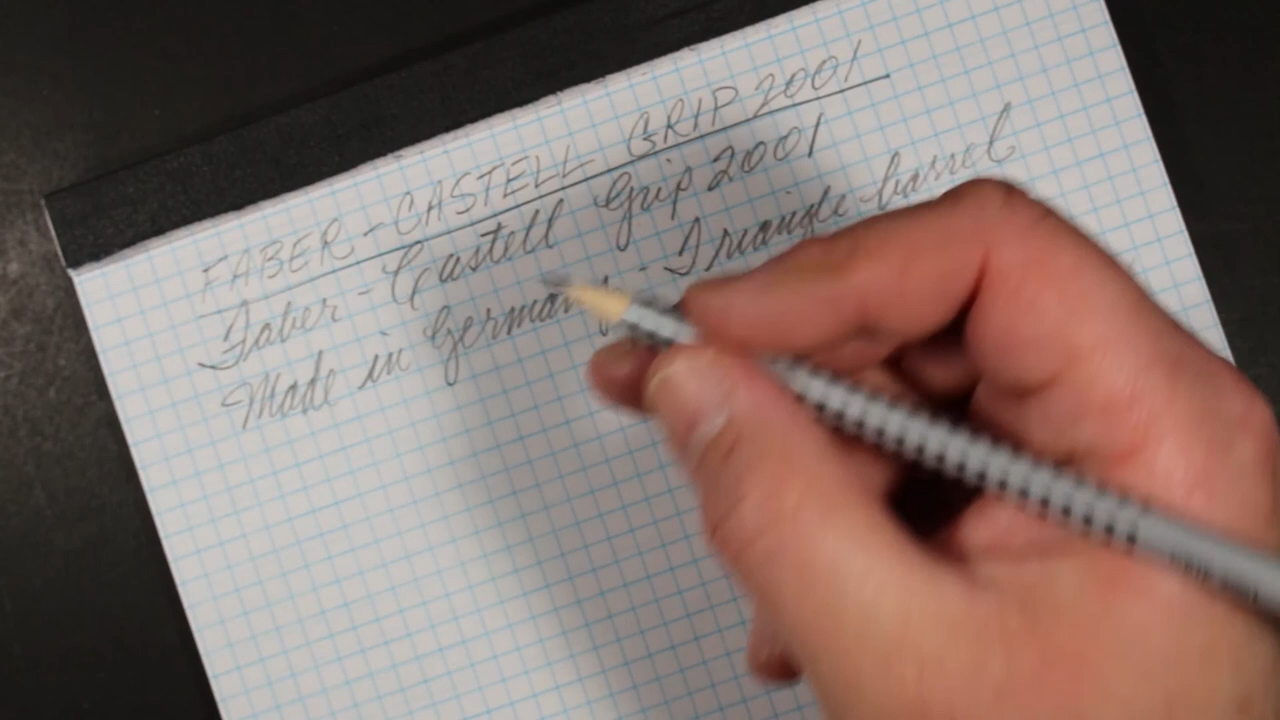 FABER-CASTELL GRIP 2001
Faber-Castell Grip 2001
Made in Germany - Triangle barrel